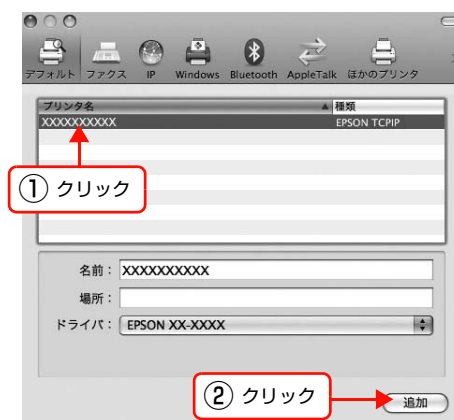 デフォルト ファクス IP Windows Bluetooth AppleTalk ほかのプリンタ
プリンタ名 種類
XXXXXXXXXX EPSON TCPIP
① クリック
名前： XXXXXXXXXX
場所：
ドライバ： EPSON XX-XXXX
② クリック 追加